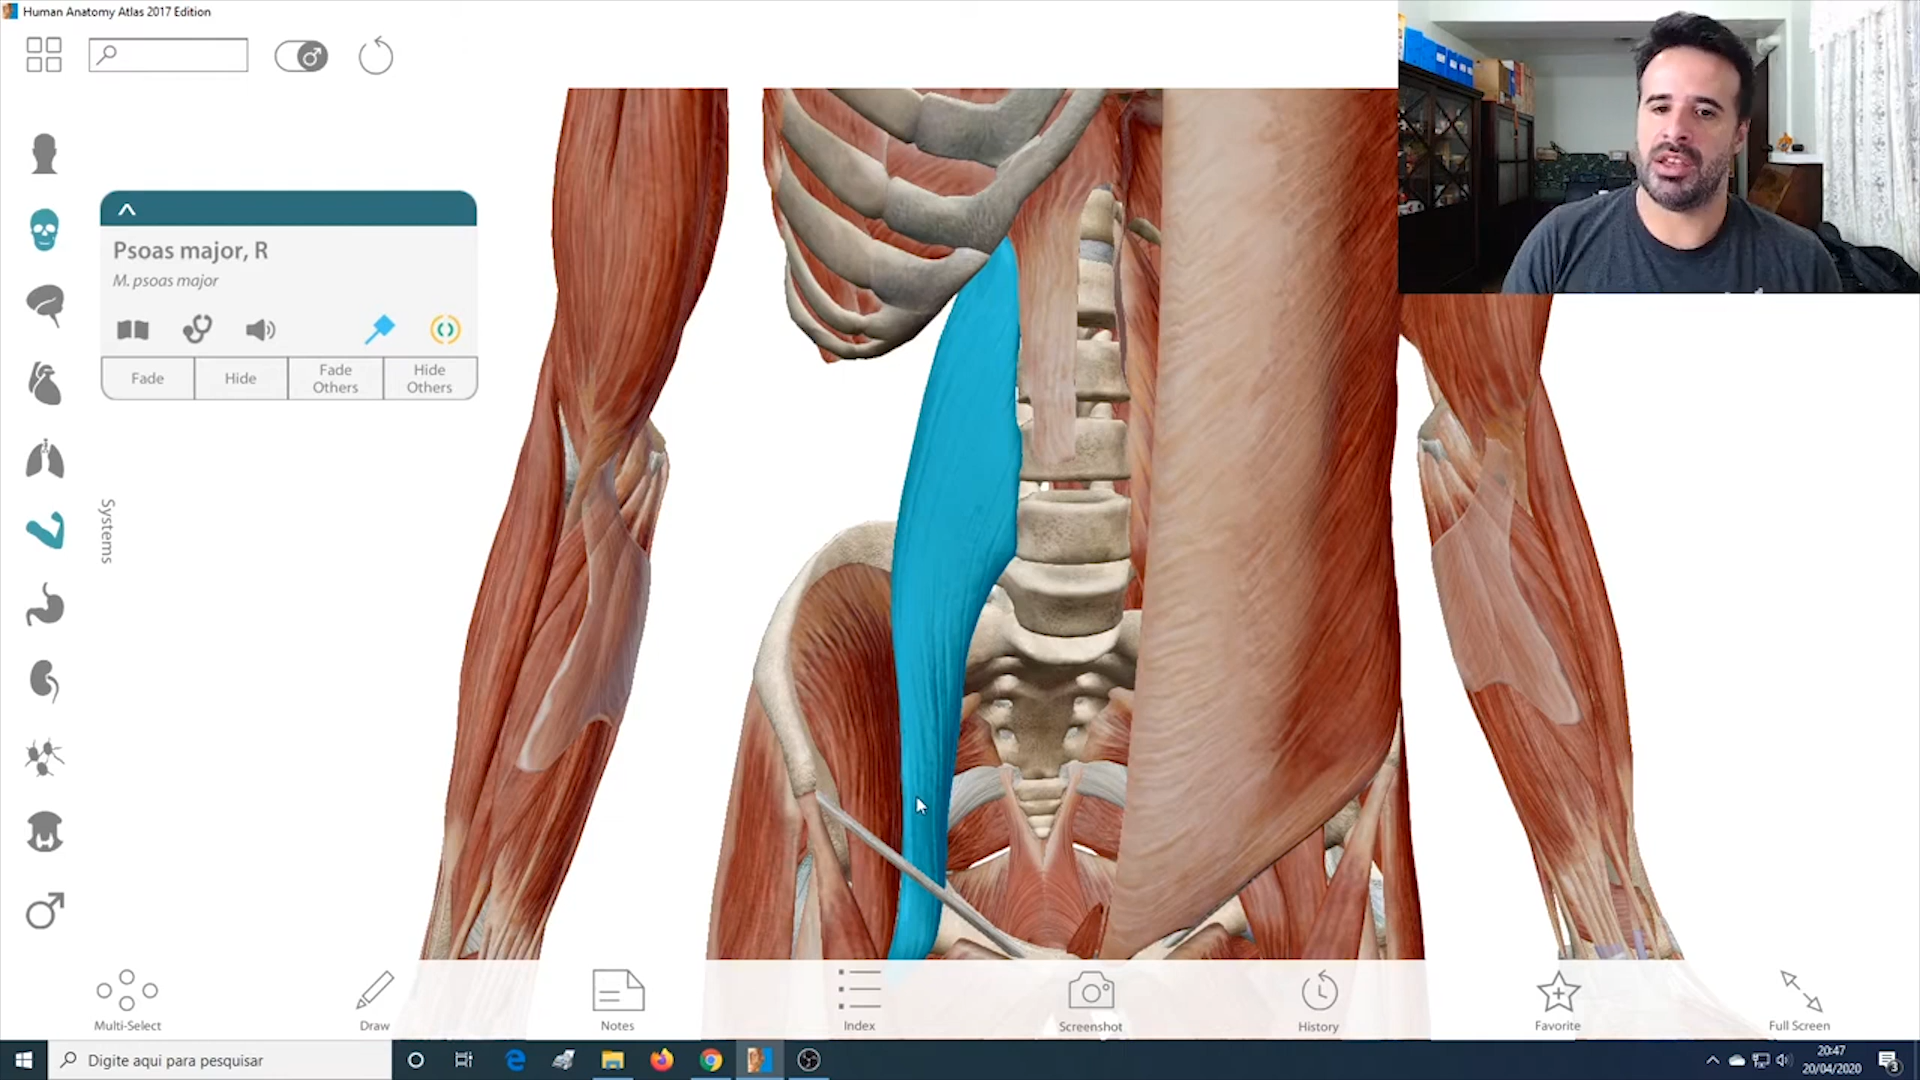 Human Anatomy Atlas 2017 Edition
Psoas major, R
M. psoas major
Fade
Hide
Fade
Others
Hide
Others
Systems
Multi-Select
Draw
Notes
Index
Screenshot
History
Favorite
Full Screen
Digite aqui para pesquisar
20:47
20/04/2020
3